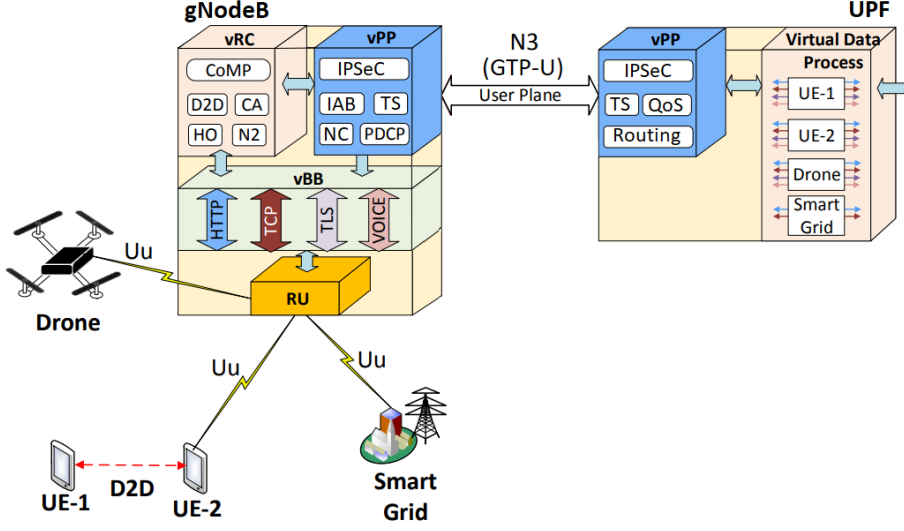 gNodeB
UPF
vRC
vPP
CoMP
IPSeC
D2D
CA
IAB
TS
HO
N2
NC
PDCP
N3
(GTP-U)
User Plane
vPP
IPSeC
TS
QoS
Routing
Virtual Data
Process
UE-1
UE-2
Drone
Smart
Grid
vBB
HTTP
TCP
TLS
VOICE
RU
Uu
Drone
Uu
Uu
D2D
UE-1
UE-2
Smart
Grid